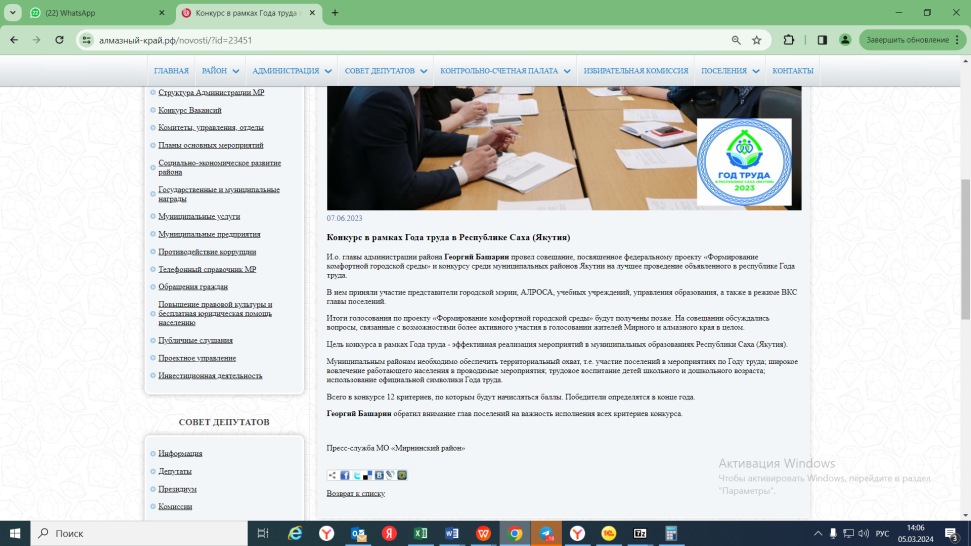 (22) WhatsApp
Конкурс в рамках Года труда
алмазный-край.рф/novosti/?id=23451
Завершить обновление
ГЛАВНАЯ РАЙОН АДМИНИСТРАЦИЯ СОВЕТ ДЕПУТАТОВ КОНТРОЛЬНО-СЧЕТНАЯ ПАЛАТА ИЗБИРАТЕЛЬНАЯ КОМИССИЯ ПОСЕЛЕНИЯ КОНТАКТЫ
Структура Администрации МР
Конкурс Вакансий
Комитеты, управления, отделы
Планы основных мероприятий
Социально-экономическое развитие
района
Государственные и муниципальные
награды
Муниципальные услуги
Муниципальные предприятия
Противодействие коррупции
Телефонный справочник МР
Обращения граждан
Повышение правовой культуры и
бесплатная юридическая помощь
населению
Публичные слушания
Проектное управление
Инвестиционная деятельность
СОВЕТ ДЕПУТАТОВ
Информация
Депутаты
Президиум
Комиссии
ГОД ТРУДА
В РЕСПУБЛИКЕ САХА (ЯКУТИЯ)
2023
07.06.2023
Конкурс в рамках Года труда в Республике Саха (Якутия)
И.о. главы администрации района Георгий Башарин провел совещание, посвященное федеральному проекту «Формирование
комфортной городской среды» и конкурсу среди муниципальных районов Якутии на лучшее проведение объявленного в республике Года
труда.
В нем приняли участие представители городской мэрии, АЛРОСА, учебных учреждений, управления образования, а также в режиме ВКС
главы поселений.
Итоги голосования по проекту «Формирование комфортной городской среды» будут получены позже. На совещании обсуждались
вопросы, связанные с возможностями более активного участия в голосовании жителей Мирного и алмазного края в целом.
Цель конкурса в рамках Года труда - эффективная реализация мероприятий в муниципальных образованиях Республики Саха (Якутия).
Муниципальным районам необходимо обеспечить территориальный охват, т.е. участие поселений в мероприятиях по Году труда; широкое
вовлечение работающего населения в проводимые мероприятия; трудовое воспитание детей школьного и дошкольного возраста;
использование официальной символики Года труда.
Всего в конкурсе 12 критериев, по которым будут начисляться баллы. Победители определятся в конце года.
Георгий Башарин обратил внимание глав поселений на важность исполнения всех критериев конкурса.
Пресс-служба МО «Мирнинский район»
Возврат к списку
Активация Windows
Чтобы активировать Windows, перейдите в раздел
"Параметры".
Поиск
РУС
14:06
05.03.2024